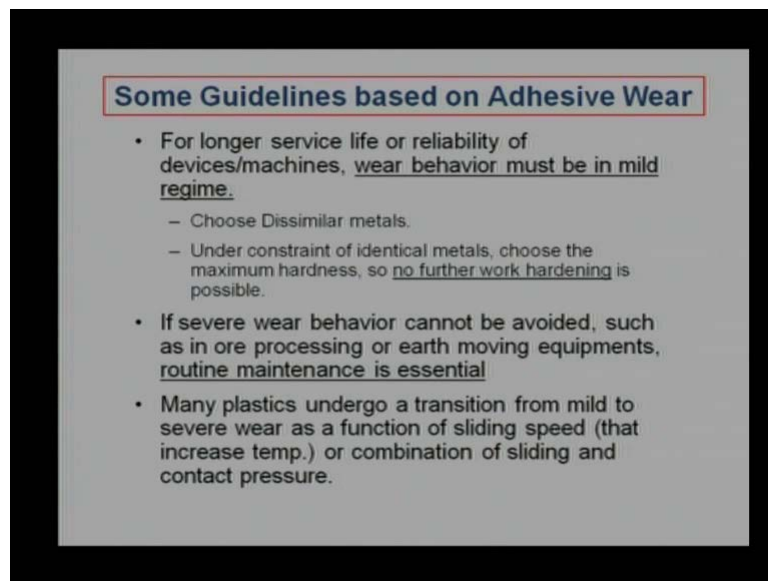 Some Guidelines based on Adhesive Wear
• For longer service life or reliability of
devices/machines, wear behavior must be in mild
regime.
– Choose Dissimilar metals.
– Under constraint of identical metals, choose the
maximum hardness, so no further work hardening is
possible.
• If severe wear behavior cannot be avoided, such
as in ore processing or earth moving equipments,
routine maintenance is essential
• Many plastics undergo a transition from mild to
severe wear as a function of sliding speed (that
increase temp.) or combination of sliding and
contact pressure.